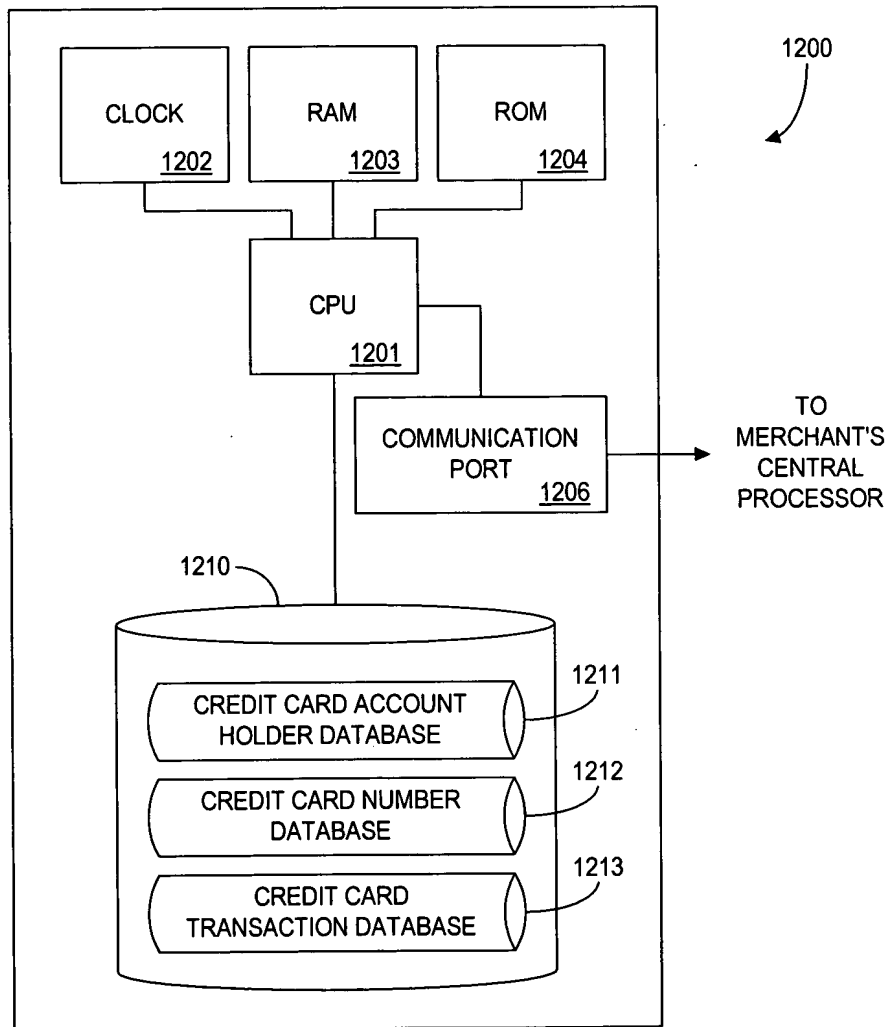 1200
CLOCK
1202
RAM
1203
ROM
1204
CPU
1201
COMMUNICATION
PORT
1206
TO
MERCHANT'S
CENTRAL
PROCESSOR
1210
CREDIT CARD ACCOUNT
HOLDER DATABASE
1211
CREDIT CARD NUMBER
DATABASE
1212
CREDIT CARD
TRANSACTION DATABASE
1213